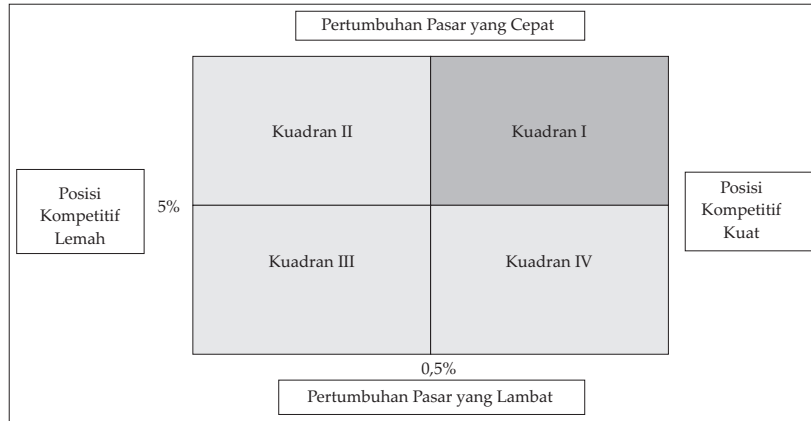 Pertumbuhan Pasar yang Cepat
Kuadran II
Kuadran I
Posisi
Kompetitif
Lemah
5%
Posisi
Kompetitif
Kuat
Kuadran III
Kuadran IV
0,5%
Pertumbuhan Pasar yang Lambat